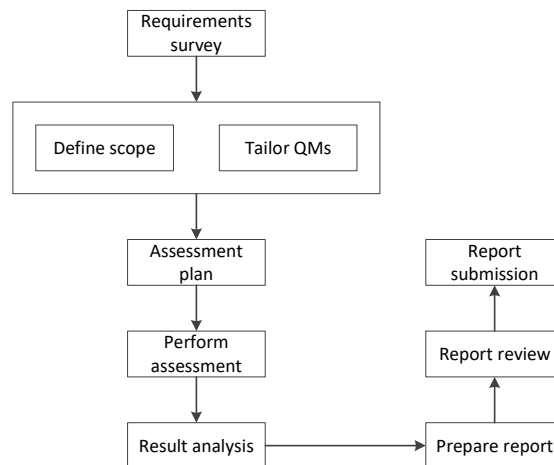 Requirements
survey
Define scope
Tailor QMs
Assessment
plan
Perform
assessment
Result analysis
Prepare report
Report review
Report
submission